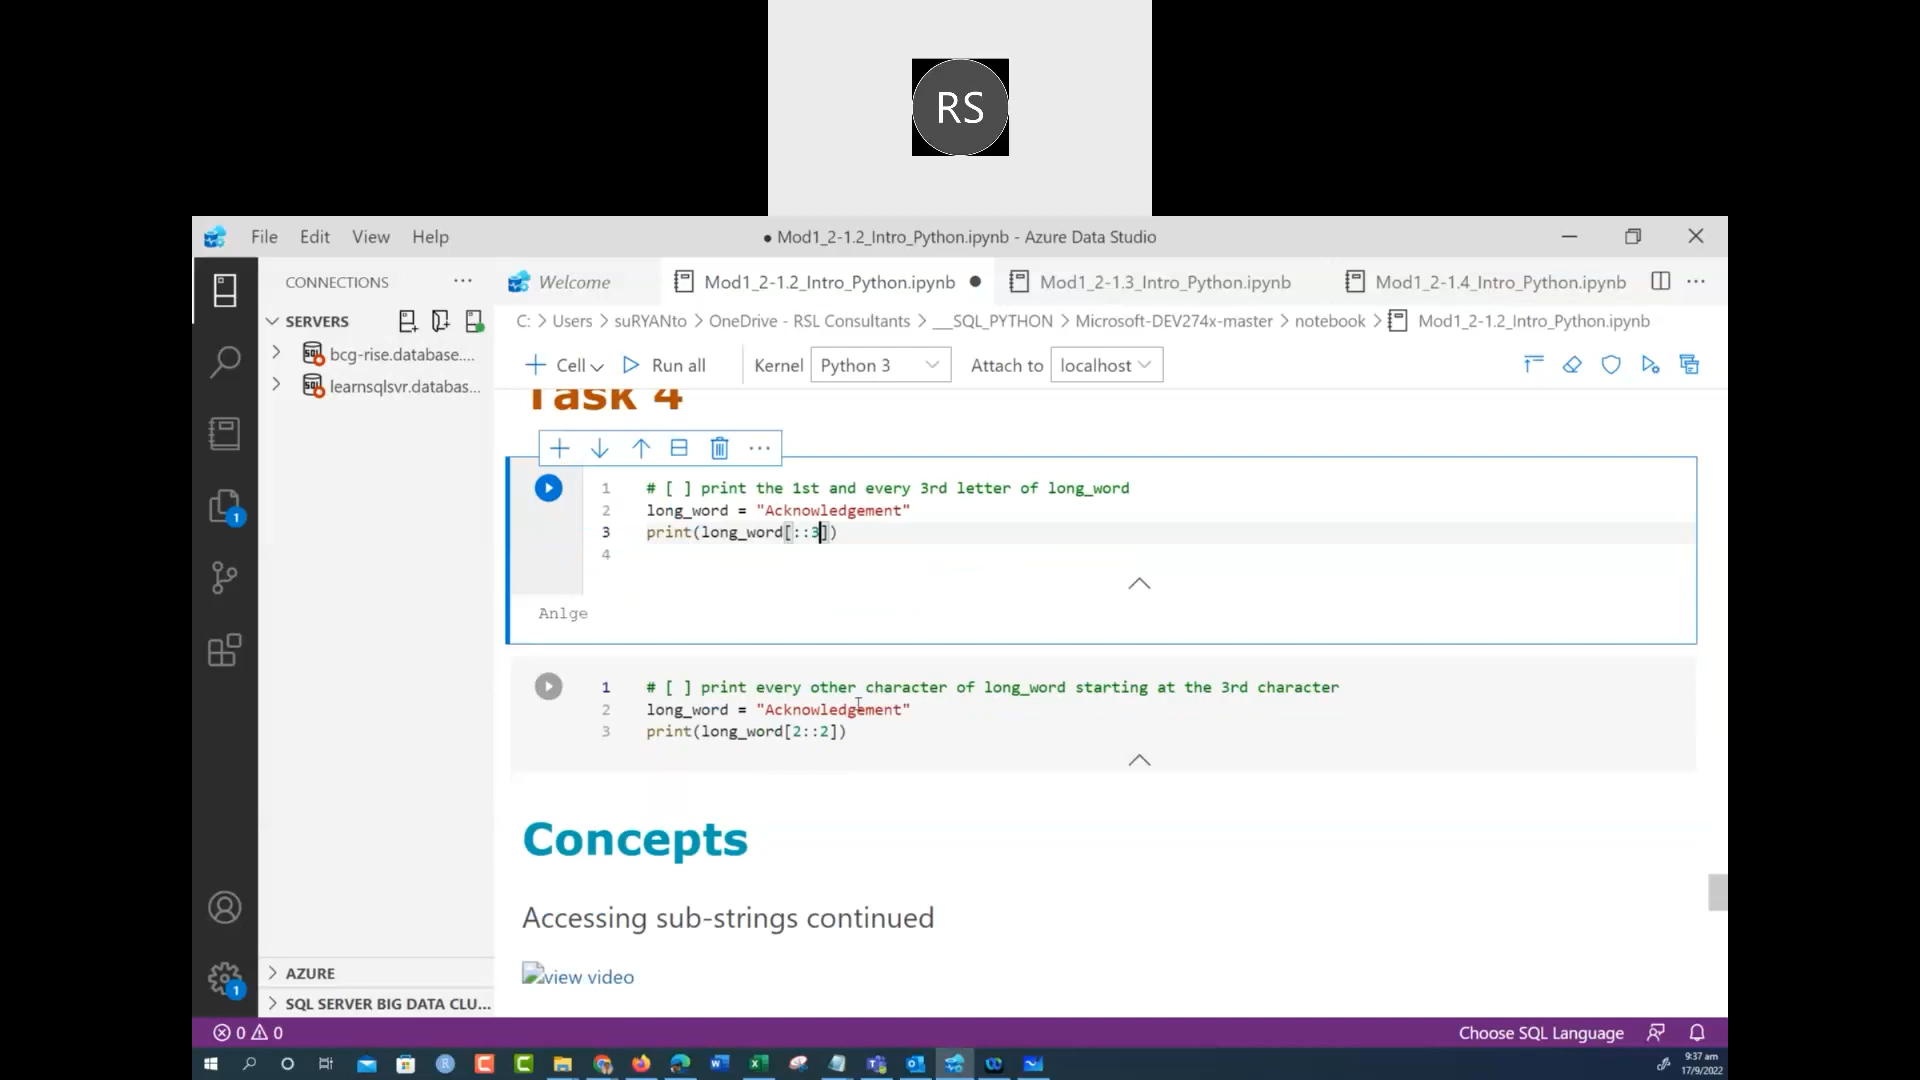 RS
File Edit View Help
● Mod1_2-1.2_Intro_Python.ipynb - Azure Data Studio
CONNECTIONS
Welcome
Mod1_2-1.2_Intro_Python.ipynb
Mod1_2-1.3_Intro_Python.ipynb
Mod1_2-1.4_Intro_Python.ipynb
SERVERS
C: > Users > suRYANto > OneDrive - RSL Consultants > __SQL_PYTHON > Microsoft-DEV274x-master > notebook > Mod1_2-1.2_Intro_Python.ipynb
bcg-rise.database....
learnsqlsvr.databas...
Cell Run all Kernel Python 3 Attach to localhost
Task 4
1 # [ ] print the 1st and every 3rd letter of long_word
2 long_word = "Acknowledgement"
3 print(long_word[::3])
4
Anlge
1 # [ ] print every other character of long_word starting at the 3rd character
2 long_word = "Acknowledgement"
3 print(long_word[2::2])
Concepts
Accessing sub-strings continued
view video
1
1
AZURE
SQL SERVER BIG DATA CLU...
0 0
Choose SQL Language
9:37 am
17/9/2022